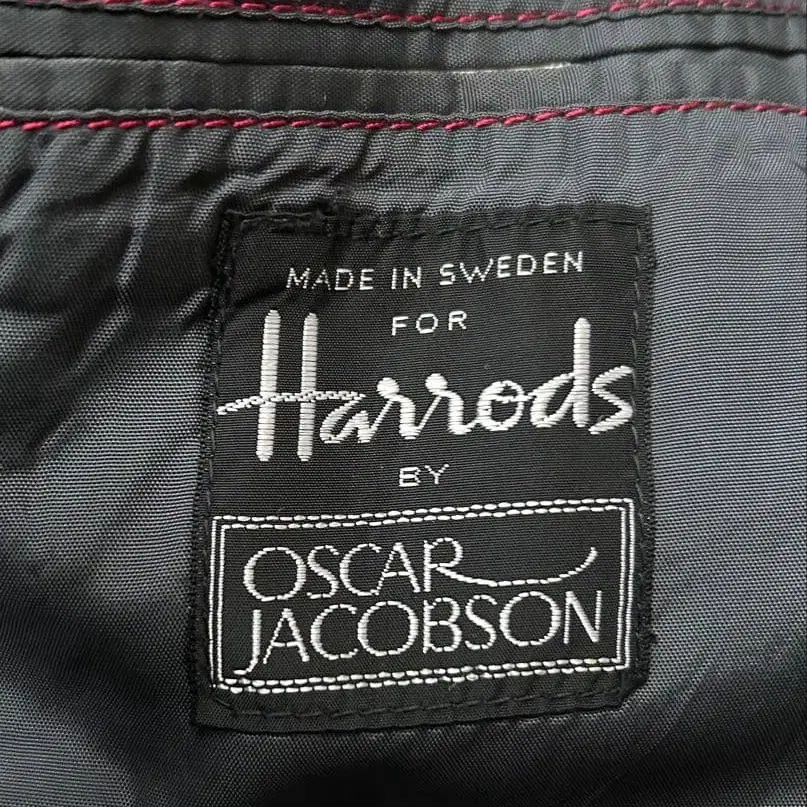 MADE IN SWEDEN
FOR
Harrods
BY
OSCAR
JACOBSON